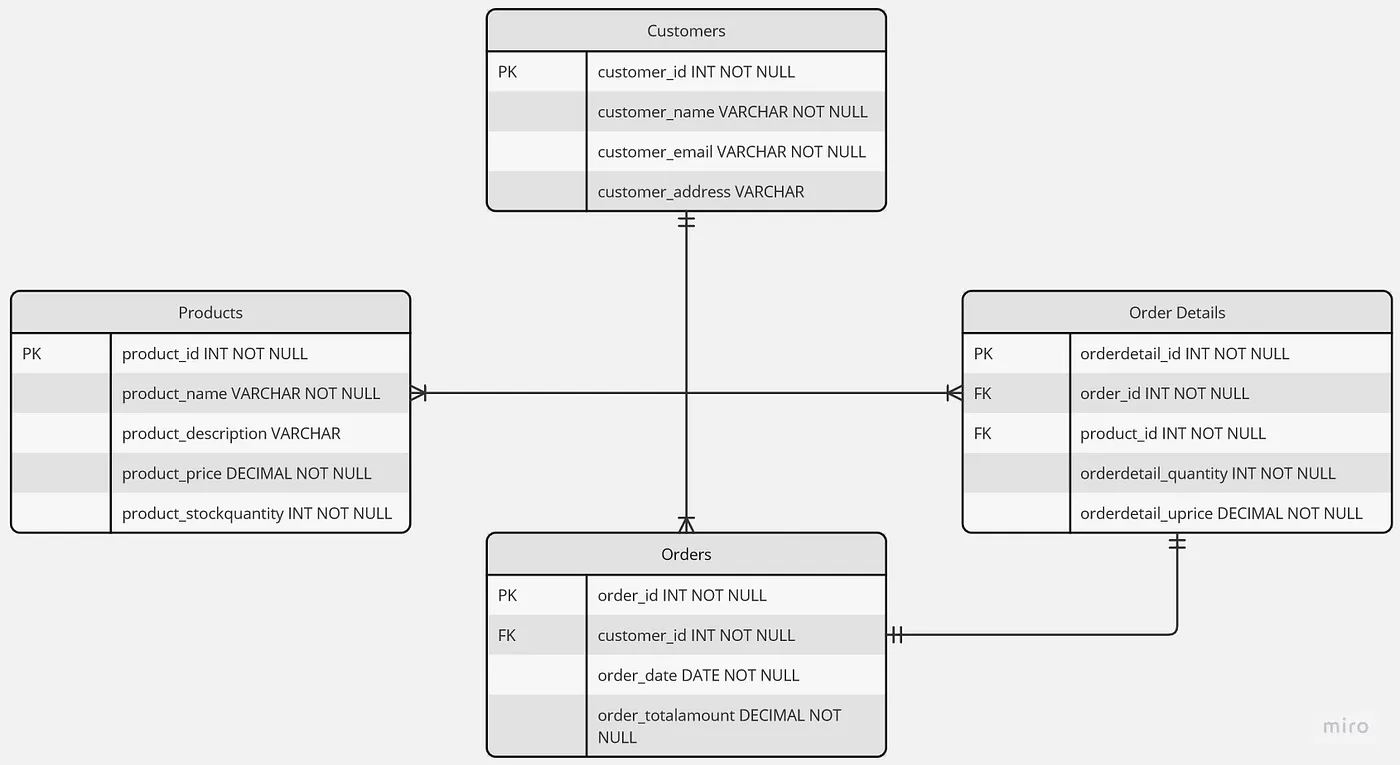 Customers
PK customer_id INT NOT NULL
customer_name VARCHAR NOT NULL
customer_email VARCHAR NOT NULL
customer_address VARCHAR
Products
PK product_id INT NOT NULL
product_name VARCHAR NOT NULL
product_description VARCHAR
product_price DECIMAL NOT NULL
product_stockquantity INT NOT NULL
Order Details
PK orderdetail_id INT NOT NULL
FK order_id INT NOT NULL
FK product_id INT NOT NULL
orderdetail_quantity INT NOT NULL
orderdetail_uprice DECIMAL NOT NULL
Orders
PK order_id INT NOT NULL
FK customer_id INT NOT NULL
order_date DATE NOT NULL
order_totalamount DECIMAL NOT
NULL
miro